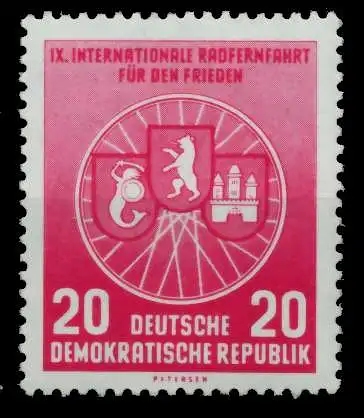 IX. INTERNATIONALE RADFERNFAHRT
FÜR DEN FRIEDEN
20 DEUTSCHE 20
DEMOKRATISCHE REPUBLIK
PETERSEN